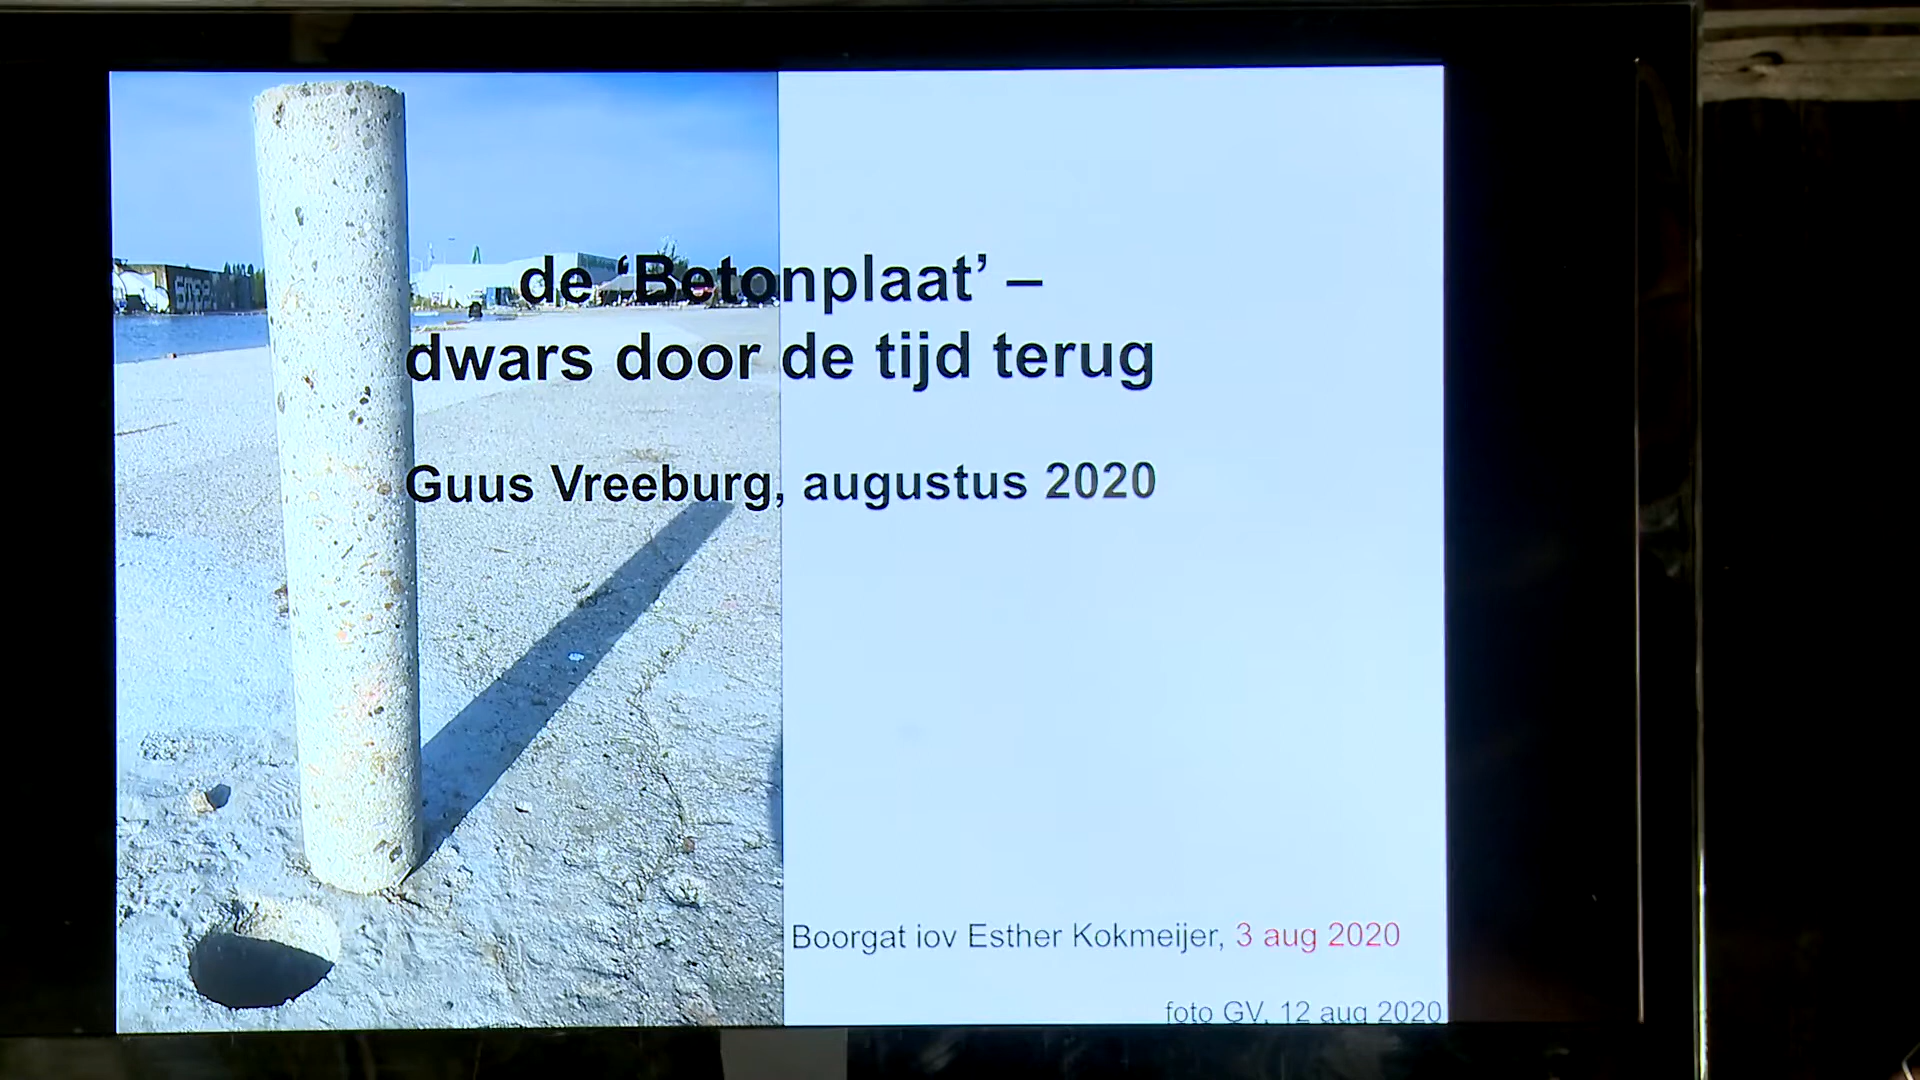 de ‘Betonplaat’ –
dwars door de tijd terug
Guus Vreeburg, augustus 2020
Boorgat iov Esther Kokmeijer, 3 aug 2020
foto GV, 12 aug 2020